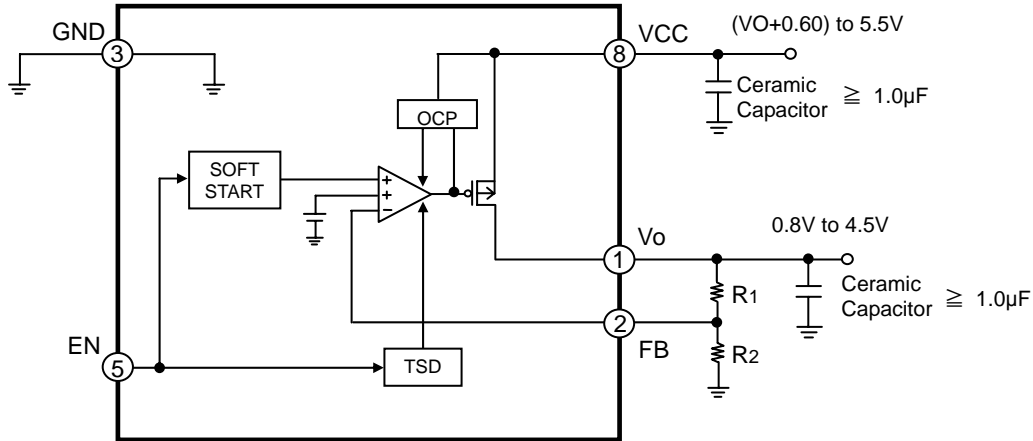 GND
3
VCC
8
(VO+0.60) to 5.5V
Ceramic
Capacitor ≧ 1.0µF
OCP
SOFT
START
+
+
−
Vo
1
0.8V to 4.5V
R1
Ceramic
Capacitor ≧ 1.0µF
2
FB
R2
EN
5
TSD